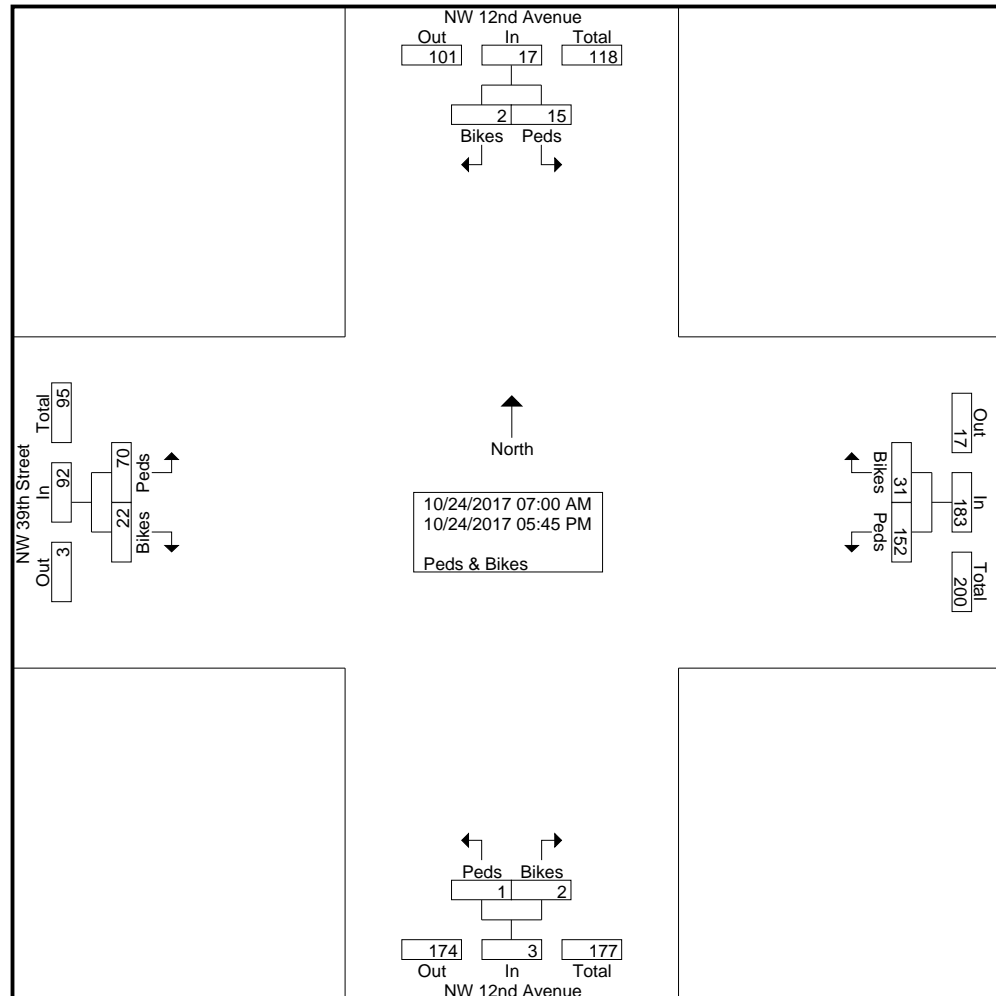 NW 12nd Avenue
Out In Total
101 17 118
2 15
Bikes Peds
NW 39th Street
Total In Out
95 92 3
Peds Bikes
70 22
North
10/24/2017 07:00 AM
10/24/2017 05:45 PM
Peds & Bikes
Bikes Peds
31 152
Out In Total
17 183 200
Peds Bikes
1 2
174 3 177
Out In Total
NW 12nd Avenue